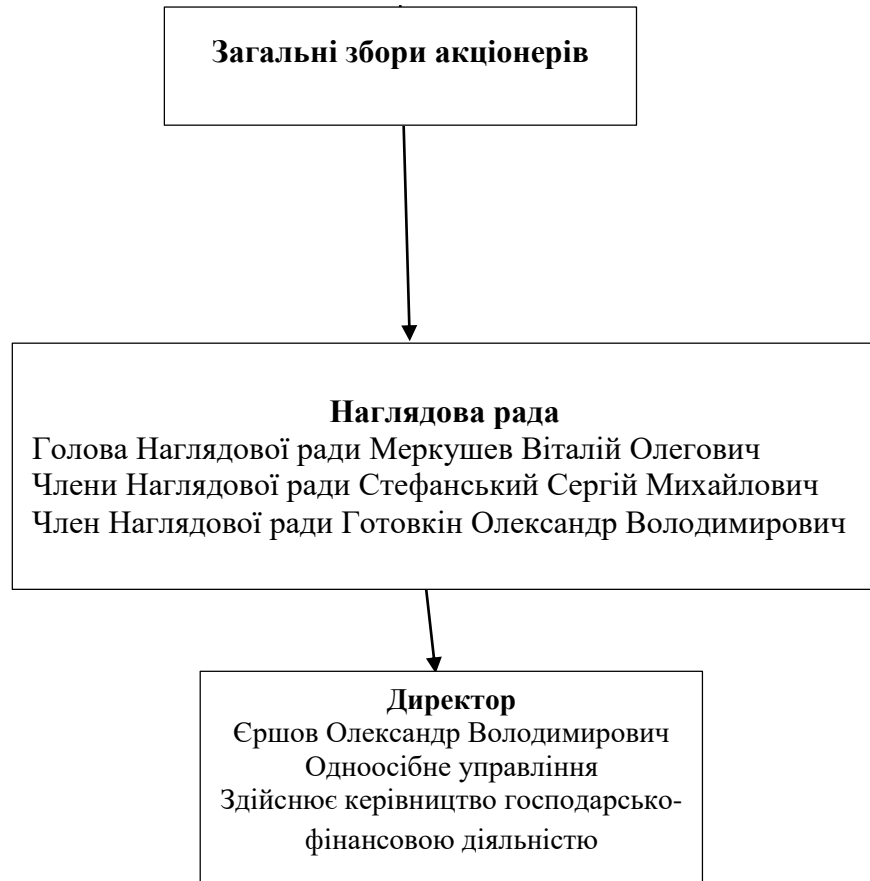 Загальні збори акціонерів
Наглядова рада
Голова Наглядової ради Меркушев Віталій Олегович
Члени Наглядової ради Стефанський Сергій Михайлович
Член Наглядової ради Готовкін Олександр Володимирович
Директор
Єршов Олександр Володимирович
Одноосібне управління
Здійснює керівництво господарсько-
фінансовою діяльністю